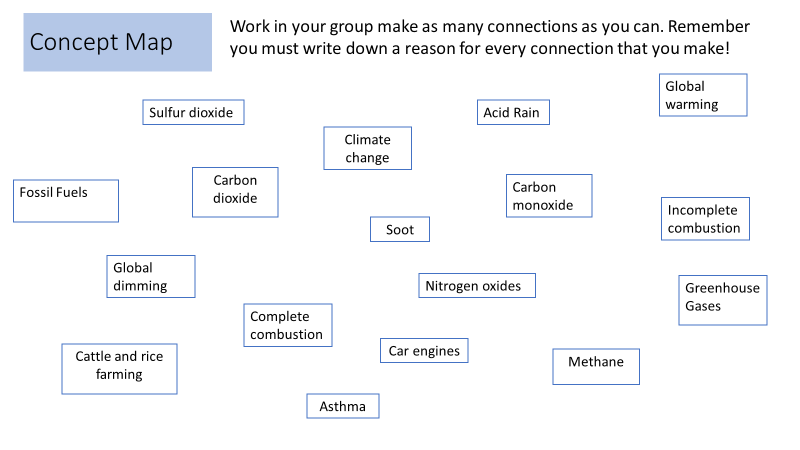 Concept Map
Work in your group make as many connections as you can. Remember
you must write down a reason for every connection that you make!
Global
warming
Sulfur dioxide
Acid Rain
Climate
change
Fossil Fuels
Carbon
dioxide
Carbon
monoxide
Incomplete
combustion
Soot
Global
dimming
Nitrogen oxides
Greenhouse
Gases
Complete
combustion
Car engines
Cattle and rice
farming
Methane
Asthma